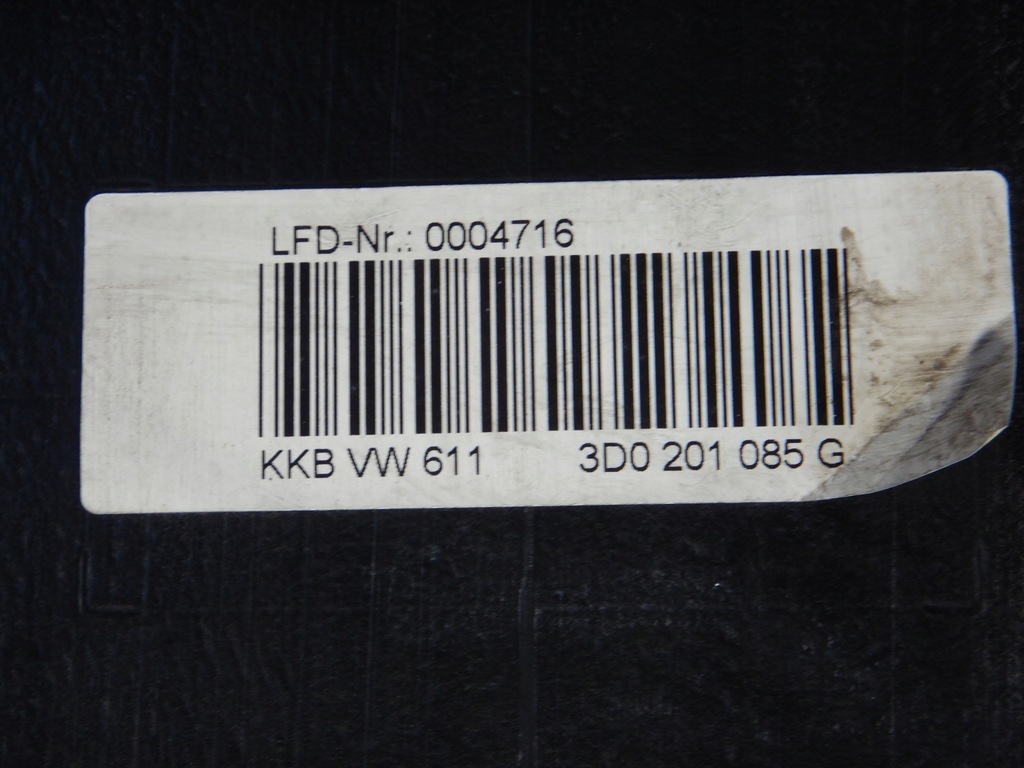 LFD-Nr.: 0004716
KKB VW 611 3D0 201 085 G